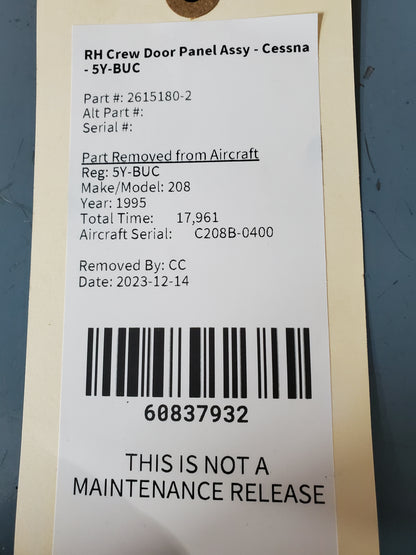 RH Crew Door Panel Assy - Cessna
- 5Y-BUC
Part #: 2615180-2
Alt Part #:
Serial #:
Part Removed from Aircraft
Reg: 5Y-BUC
Make/Model: 208
Year: 1995
Total Time: 17,961
Aircraft Serial: C208B-0400
Removed By: CC
Date: 2023-12-14
60837932
THIS IS NOT A
MAINTENANCE RELEASE